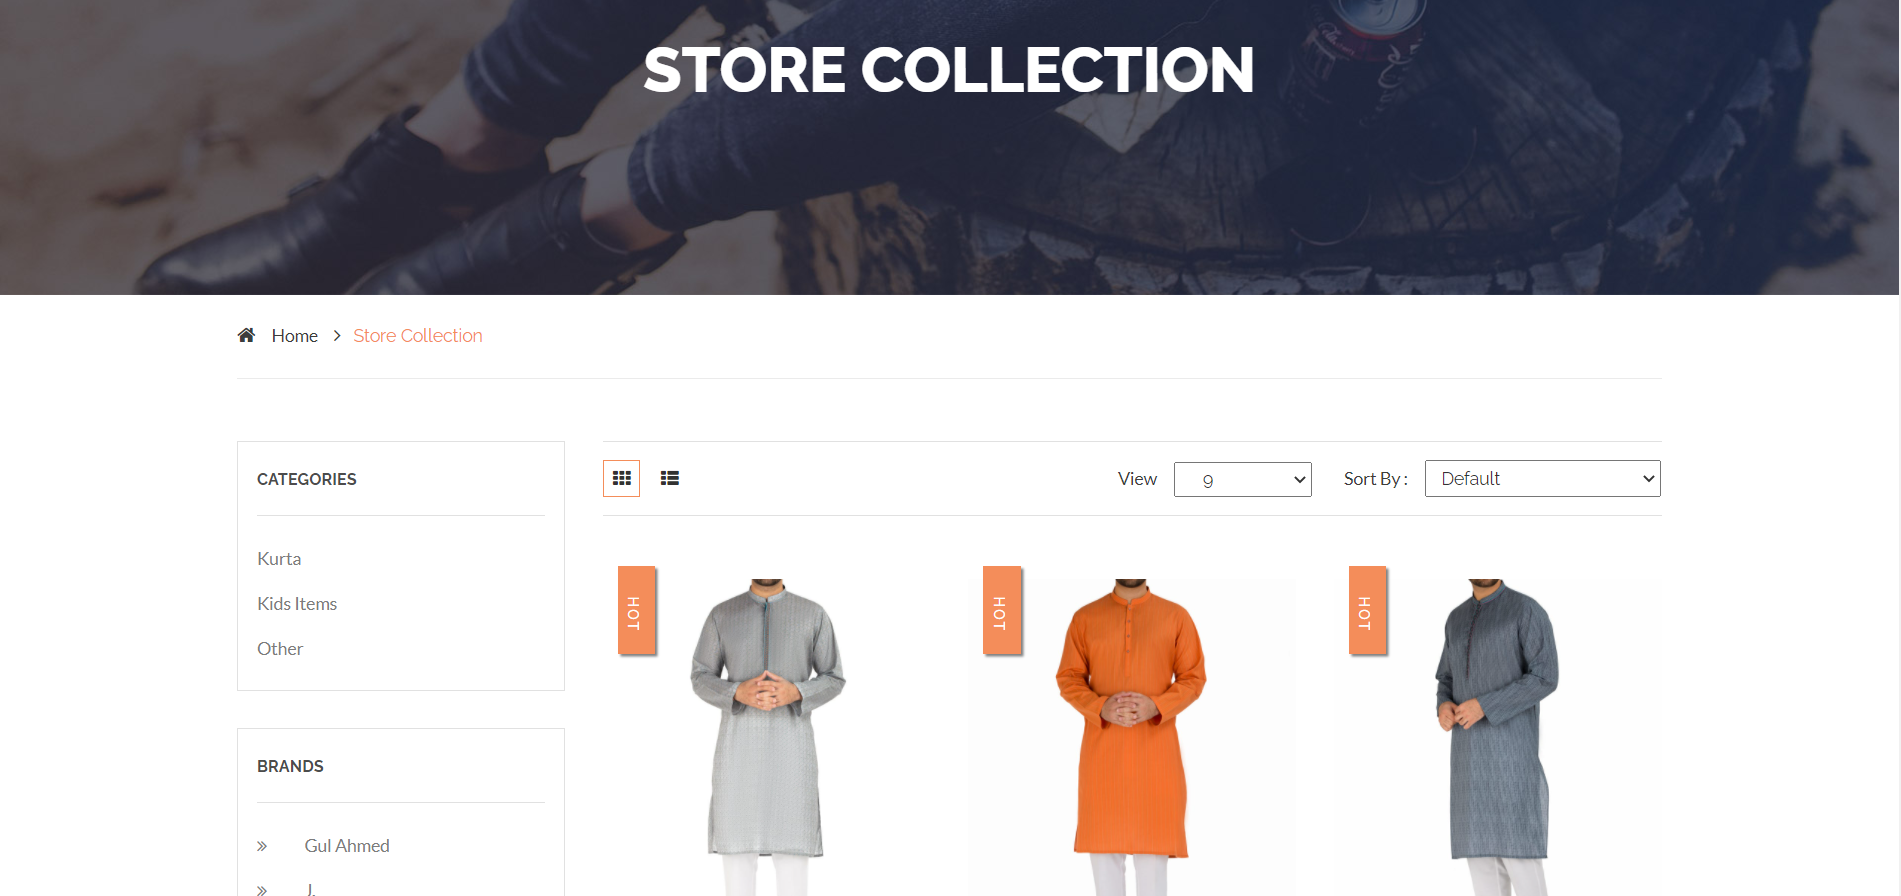 STORE COLLECTION
Home > Store Collection
CATEGORIES
Kurta
Kids Items
Other
BRANDS
» Gul Ahmed
» J.
View 9 Sort By : Default
HOT HOT HOT